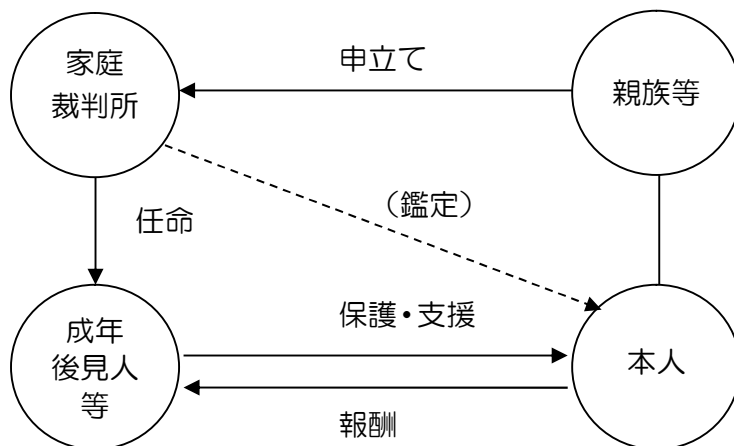 家庭
裁判所
申立て
親族等
任命
（鑑定）
成年
後見人
等
保護・支援
本人
報酬